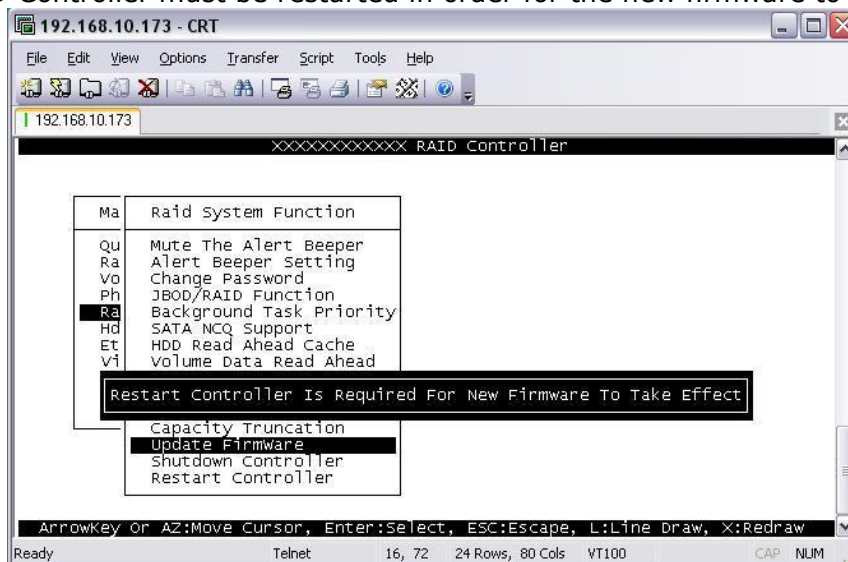 Controller must be restarted in order for the new firmware to
192.168.10.173 - CRT
File Edit View Options Transfer Script Tools Help
192.168.10.173
XXXXXXXXXXXX RAID Controller
Ma Raid System Function
Qu Mute The Alert Beeper
Ra Alert Beeper Setting
Vo Change Password
Ph JBOD/RAID Function
Ra Background Task Priority
Hd SATA NCQ Support
Et HDD Read Ahead Cache
Vi Volume Data Read Ahead
Restart Controller Is Required For New Firmware To Take Effect
Capacity Truncation
Update Firmware
Shutdown Controller
Restart Controller
ArrowKey Or AZ:Move Cursor, Enter:Select, ESC:Escape, L:Line Draw, X:Redraw
Ready Telnet 16, 72 24 Rows, 80 Cols VT100 CAP NUM